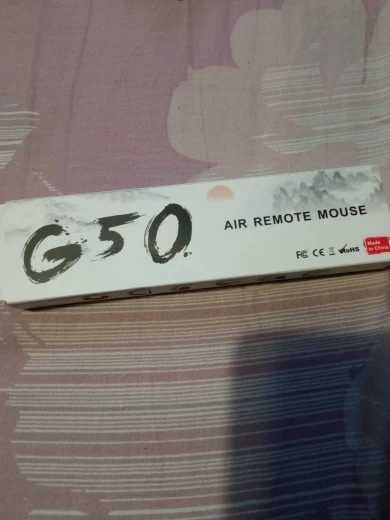 G50
AIR REMOTE MOUSE
FC CE RoHS
Made
in China